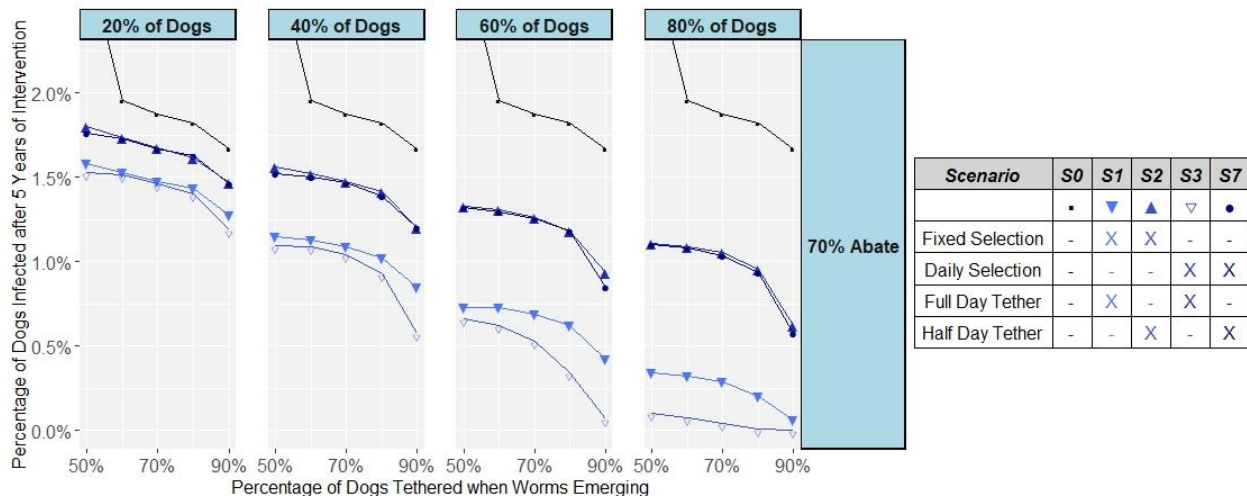 20% of Dogs 40% of Dogs 60% of Dogs 80% of Dogs
Percentage of Dogs Infected after 5 Years of Intervention
2.0%
1.5%
1.0%
0.5%
0.0%
70% Abate
50% 70% 90% 50% 70% 90% 50% 70% 90% 50% 70% 90%
Percentage of Dogs Tethered when Worms Emerging
Scenario S0 S1 S2 S3 S7
Fixed Selection - X X - -
Daily Selection - - - X X
Full Day Tether - X - X -
Half Day Tether - - X - X